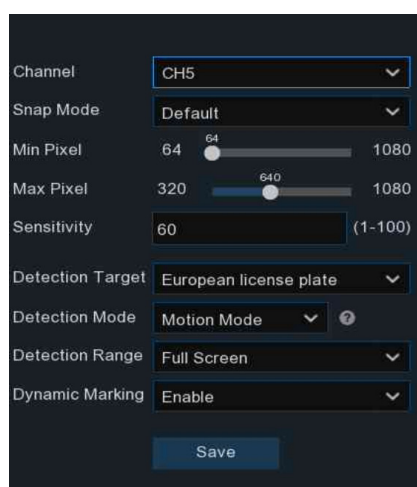 Channel CH5
Snap Mode Default
64
Min Pixel 64 1080
640
Max Pixel 320 1080
Sensitivity 60 (1-100)
Detection Target European license plate
Detection Mode Motion Mode ?
Detection Range Full Screen
Dynamic Marking Enable
Save